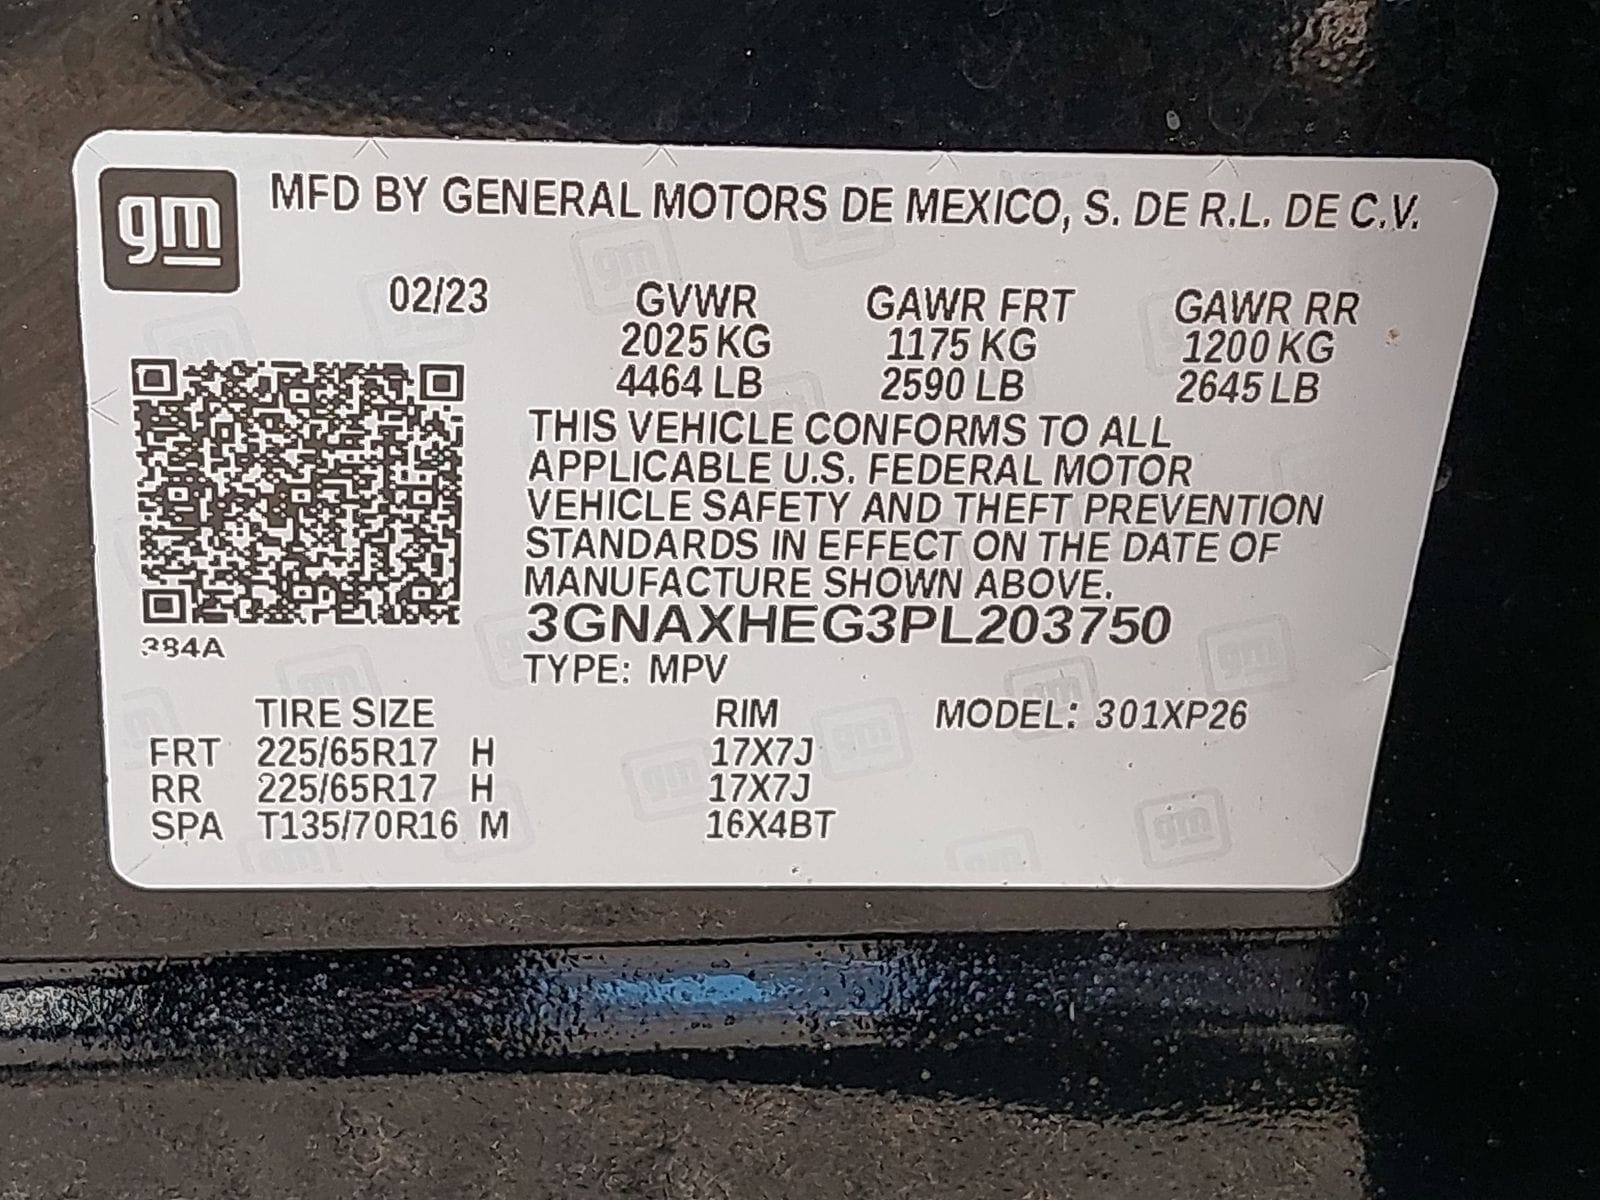 gm
MFD BY GENERAL MOTORS DE MEXICO, S. DE R.L. DE C.V.
02/23 GVWR GAWR FRT GAWR RR
2025 KG 1175 KG 1200 KG
4464 LB 2590 LB 2645 LB
THIS VEHICLE CONFORMS TO ALL
APPLICABLE U.S. FEDERAL MOTOR
VEHICLE SAFETY AND THEFT PREVENTION
STANDARDS IN EFFECT ON THE DATE OF
MANUFACTURE SHOWN ABOVE.
3GNAXHEG3PL203750
384A
TYPE: MPV
TIRE SIZE RIM MODEL: 301XP26
FRT 225/65R17 H 17X7J
RR 225/65R17 H 17X7J
SPA T135/70R16 M 16X4BT